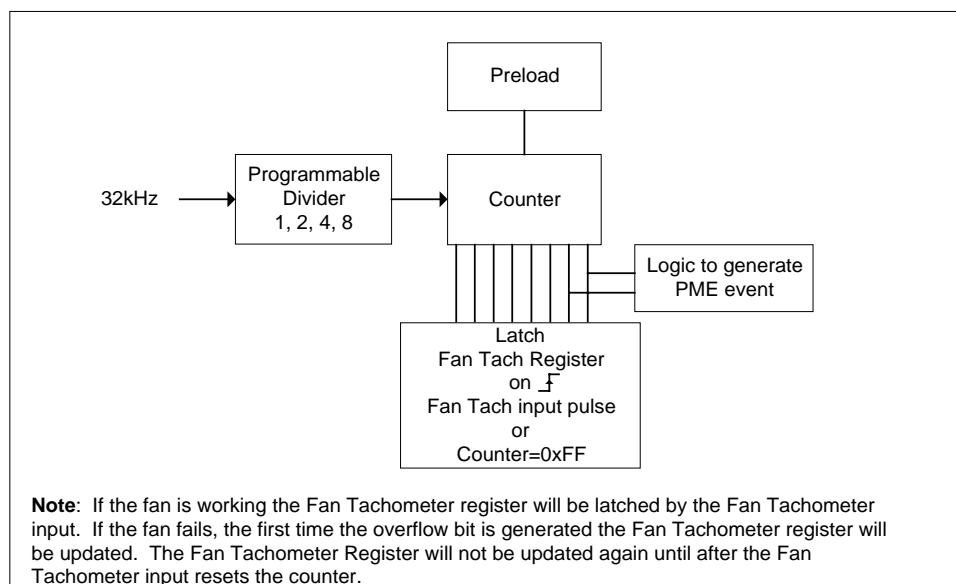 Preload
32kHz
Programmable
Divider
1, 2, 4, 8
Counter
Logic to generate
PME event
Latch
Fan Tach Register
on
Fan Tach input pulse
or
Counter=0xFF
Note: If the fan is working the Fan Tachometer register will be latched by the Fan Tachometer
input. If the fan fails, the first time the overflow bit is generated the Fan Tachometer register will
be updated. The Fan Tachometer Register will not be updated again until after the Fan
Tachometer input resets the counter.